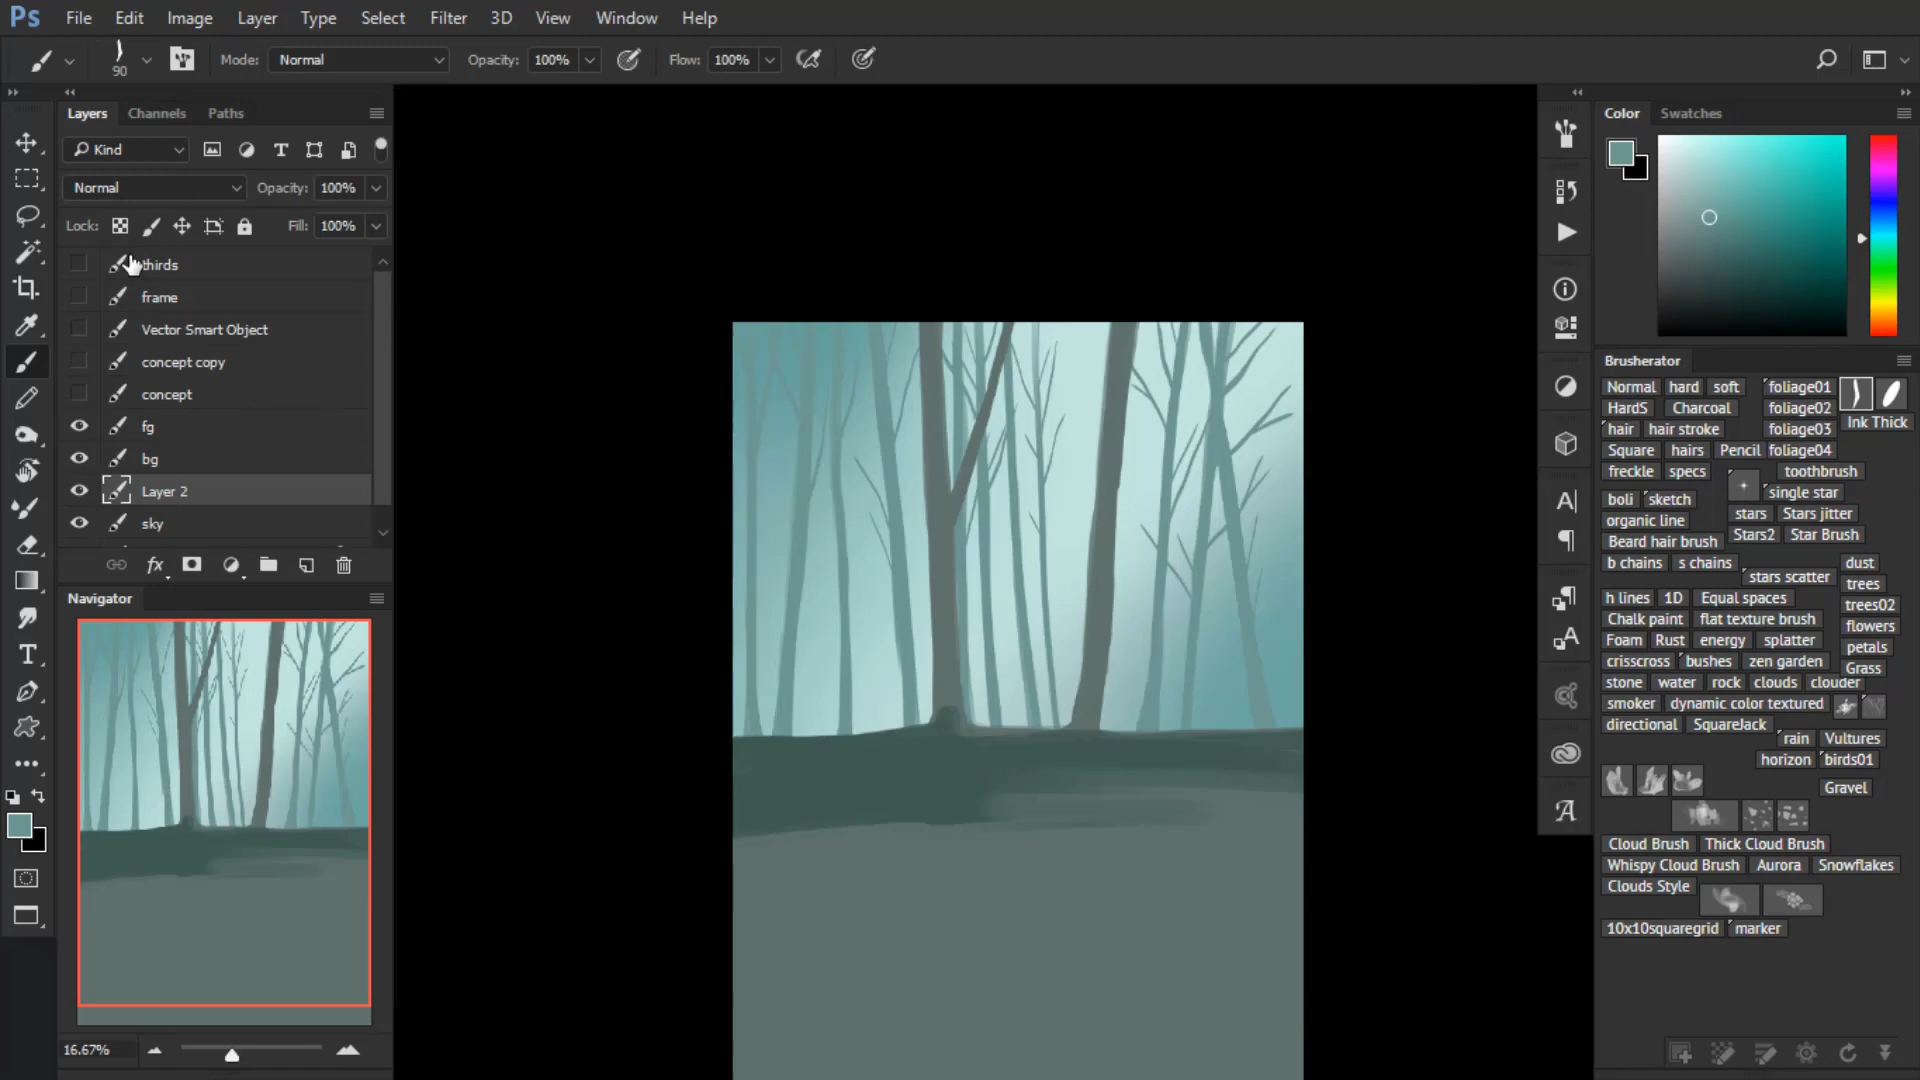 Ps File Edit Image Layer Type Select Filter 3D View Window Help
90 Mode: Normal Opacity: 100% Flow: 100%
Layers Channels Paths
Kind
Normal Opacity: 100%
Lock: Fill: 100%
thirds
frame
Vector Smart Object
concept copy
concept
fg
bg
Layer 2
sky
fx
Navigator
16.67%
Color Swatches
Brusherator
Normal hard soft foliage01
HardS Charcoal foliage02
Ink Thick
hair hair stroke foliage03
Square hairs Pencil foliage04
freckle specs toothbrush
boli sketch single star
organic line stars Stars jitter
Beard hair brush Stars2 Star Brush
b chains s chains dust
stars scatter trees
h lines 1D Equal spaces trees02
Chalk paint flat texture brush flowers
Foam Rust energy splatter petals
crisscross bushes zen garden Grass
stone water rock clouds clouder
smoker dynamic color textured
directional SquareJack
rain Vultures
horizon birds01
Gravel
Cloud Brush Thick Cloud Brush
Whispy Cloud Brush Aurora Snowflakes
Clouds Style
10x10squaregrid marker